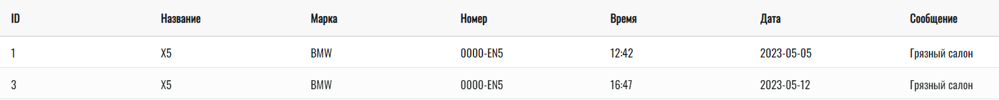 ID Название Марка Номер Время Дата Сообщение
1 X5 BMW 0000-EN5 12:42 2023-05-05 Грязный салон
3 X5 BMW 0000-EN5 16:47 2023-05-12 Грязный салон